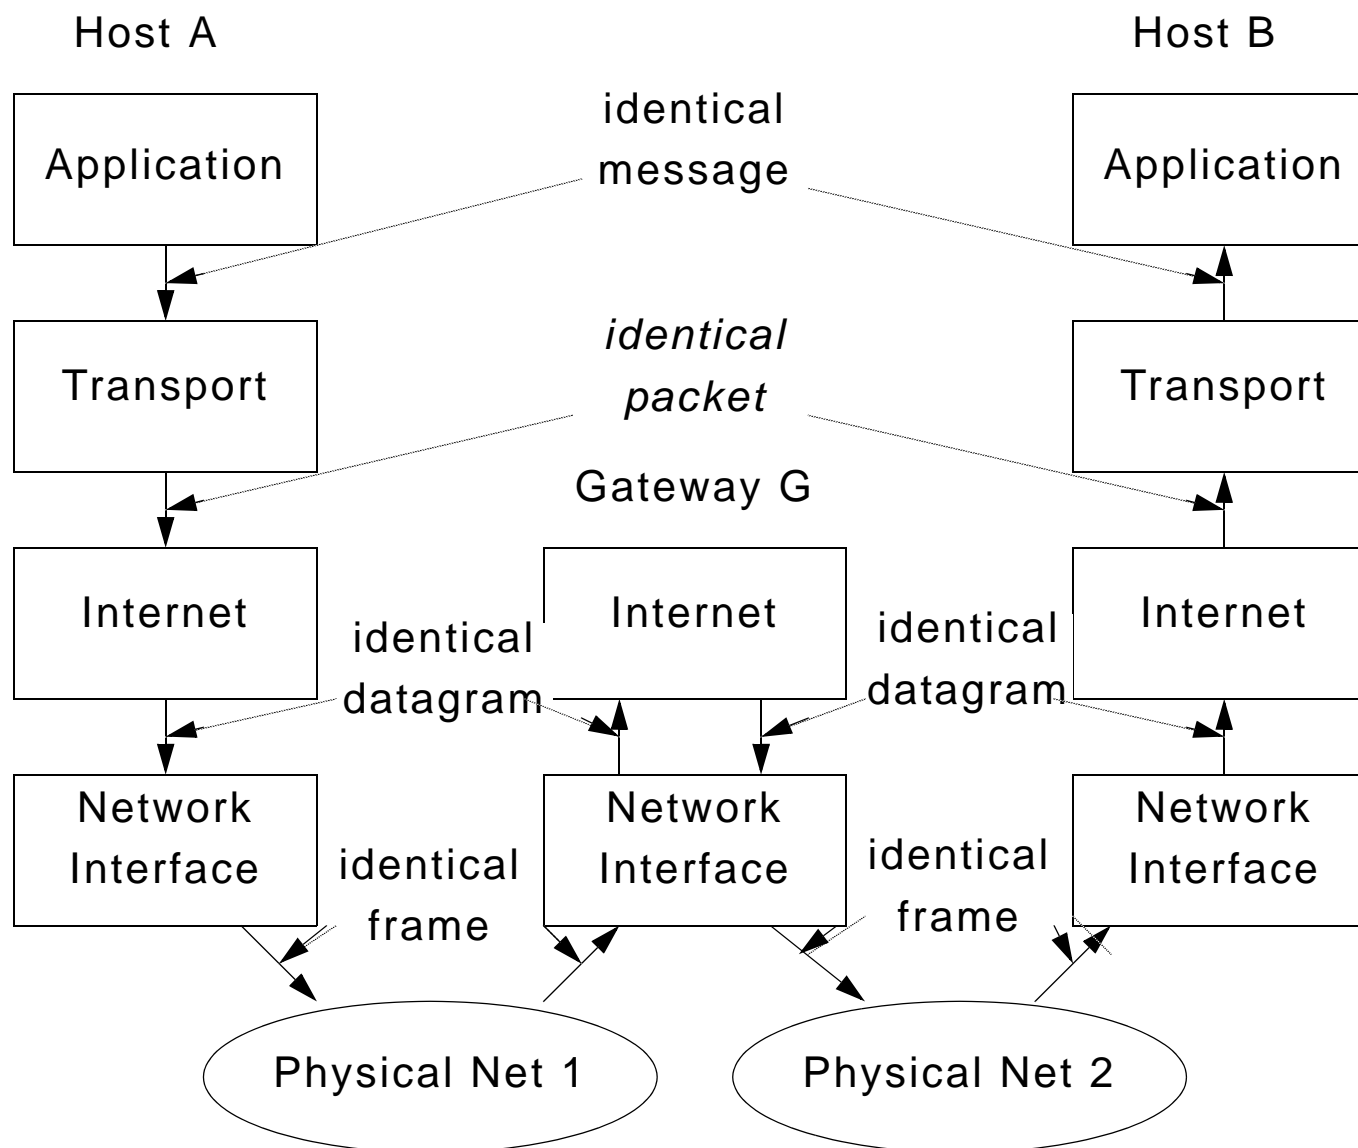 Host A
Host B
Application
identical
message
Application
Transport
identical
packet
Transport
Gateway G
Internet
Internet
Internet
identical
datagram
identical
datagram
Network
Interface
Network
Interface
Network
Interface
identical
frame
identical
frame
Physical Net 1
Physical Net 2